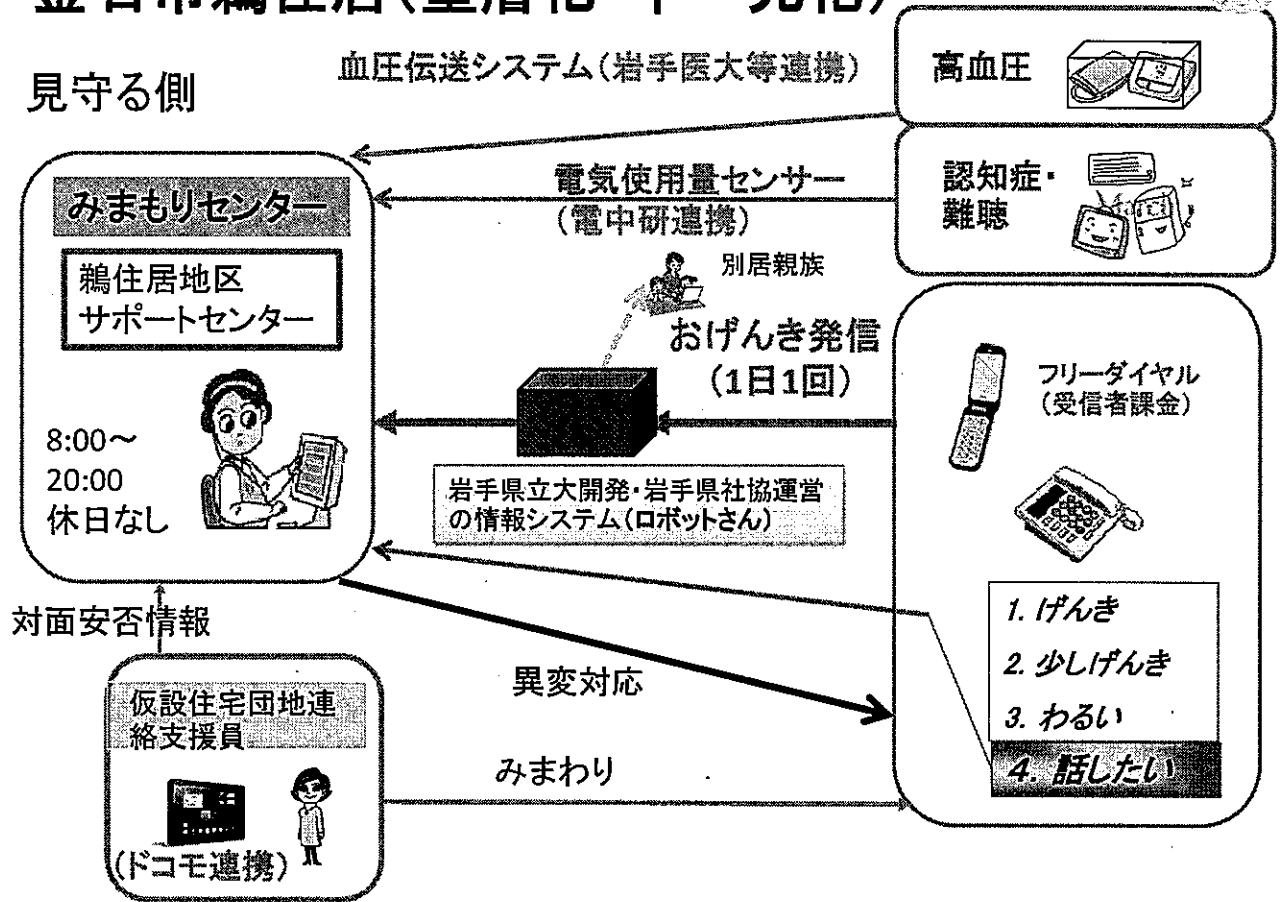 見守る側
血圧伝送システム(岩手医大等連携)
高血圧
みまもりセンター
鵜住居地区
サポートセンター
8:00～
20:00
休日なし
電気使用量センサー
(電中研連携)
認知症・
難聴
別居親族
おげんき発信
(1日1回)
フリーダイヤル
(受信者課金)
岩手県立大開発・岩手県社協運営
の情報システム(ロボットさん)
1. げんき
2. 少しげんき
3. わるい
4. 話したい
対面安否情報
異変対応
仮設住宅団地連
絡支援員
みまわり
(ドコモ連携)